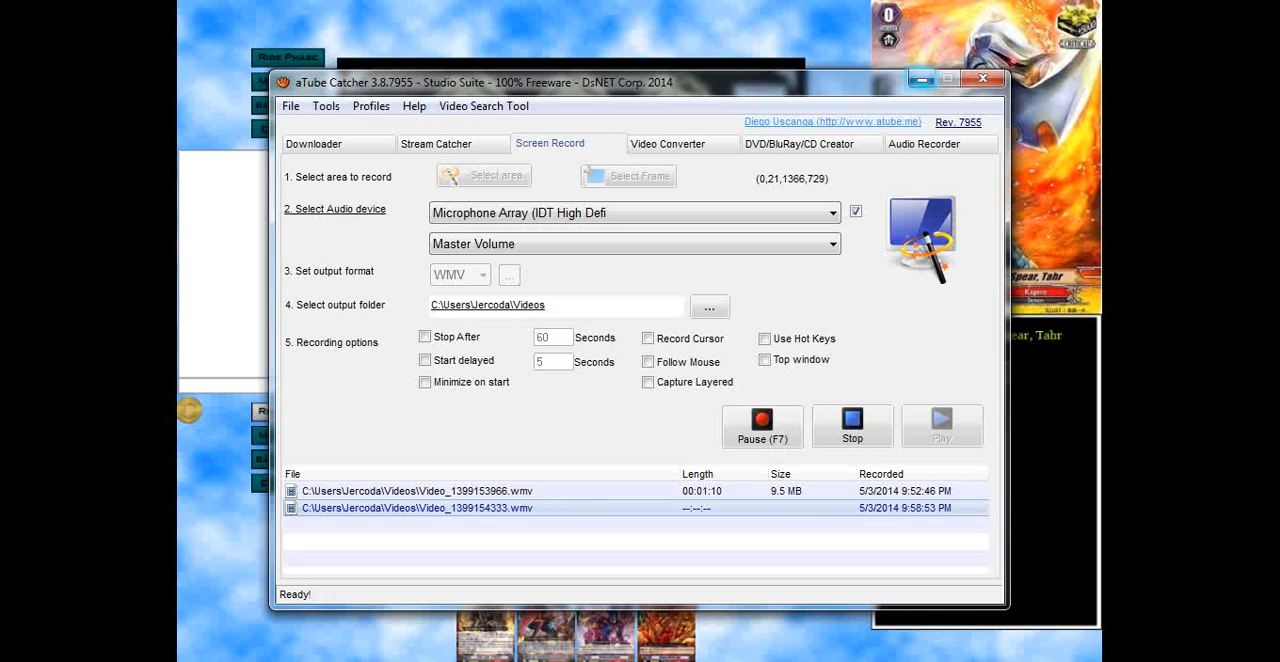 0
CRITICAL
Ride Phase
aTube Catcher 3.8.7955 - Studio Suite - 100% Freeware - DsNET Corp. 2014
File Tools Profiles Help Video Search Tool
Diego Uscanga (http://www.atube.me) Rev. 7955
Downloader Stream Catcher Screen Record Video Converter DVD/BluRay/CD Creator Audio Recorder
1. Select area to record Select area Select Frame (0,21,1366,729)
2. Select Audio device Microphone Array (IDT High Defi
Master Volume
3. Set output format WMV ...
Spear, Tahr
Kagero
Demon
4. Select output folder C:\Users\Jercoda\Videos ...
5. Recording options Stop After 60 Seconds Record Cursor Use Hot Keys
ear, Tahr
Start delayed 5 Seconds Follow Mouse Top window
Minimize on start Capture Layered
Pause (F7) Stop Play
File Length Size Recorded
C:\Users\Jercoda\Videos\Video_1399153966.wmv 00:01:10 9.5 MB 5/3/2014 9:52:46 PM
C:\Users\Jercoda\Videos\Video_1399154333.wmv --:--:-- 5/3/2014 9:58:53 PM
Ready!